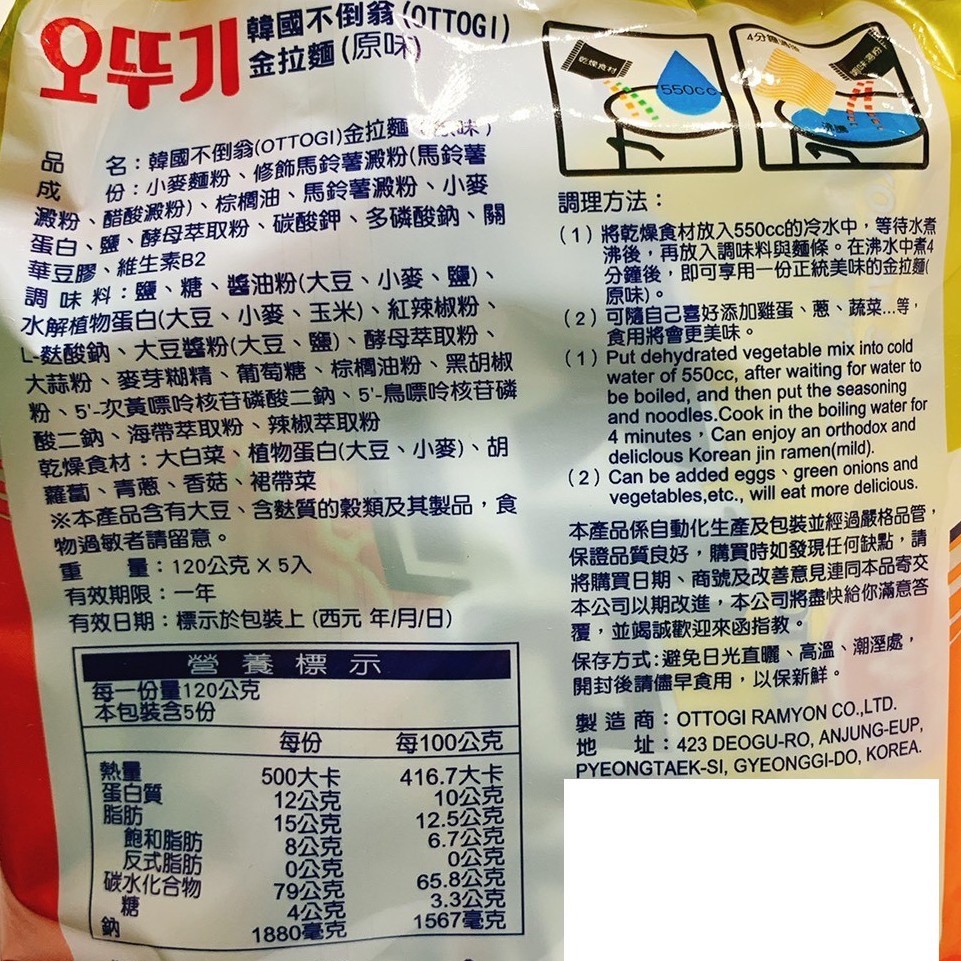 오뚜기
韓國不倒翁(OTTOGI)
金拉麵(原味)
品　　名：韓國不倒翁(OTTOGI)金拉麵(原味)
成　　份：小麥麵粉、修飾馬鈴薯澱粉(馬鈴薯
澱粉、醋酸澱粉)、棕櫚油、馬鈴薯澱粉、小麥
蛋白、鹽、酵母萃取粉、碳酸鉀、多磷酸鈉、關
華豆膠、維生素B2
調 味 料：鹽、糖、醬油粉(大豆、小麥、鹽)、
水解植物蛋白(大豆、小麥、玉米)、紅辣椒粉、
L-麩酸鈉、大豆醬粉(大豆、鹽)、酵母萃取粉、
大蒜粉、麥芽糊精、葡萄糖、棕櫚油粉、黑胡椒
粉、5'-次黃嘌呤核苷磷酸二鈉、5'-鳥嘌呤核苷磷
酸二鈉、海帶萃取粉、辣椒萃取粉
乾燥食材：大白菜、植物蛋白(大豆、小麥)、胡
蘿蔔、青蔥、香菇、裙帶菜
※本產品含有大豆、含麩質的穀類及其製品，食
物過敏者請留意。
重　　量：120公克 X 5入
有效期限：一年
有效日期：標示於包裝上 (西元 年/月/日)
營 養 標 示
每一份量120公克
本包裝含5份
每份 每100公克
熱量 500大卡 416.7大卡
蛋白質 12公克 10公克
脂肪 15公克 12.5公克
飽和脂肪 8公克 6.7公克
反式脂肪 0公克 0公克
碳水化合物 79公克 65.8公克
糖 4公克 3.3公克
鈉 1880毫克 1567毫克
乾燥食材
550cc
4分鐘
調理方法：
(1) 將乾燥食材放入550cc的冷水中，等待水煮
沸後，再放入調味料與麵條。在沸水中煮4
分鐘後，即可享用一份正統美味的金拉麵(
原味)。
(2) 可隨自己喜好添加雞蛋、蔥、蔬菜...等，
食用將會更美味。
(1) Put dehydrated vegetable mix into cold
water of 550cc, after waiting for water to
be boiled, and then put the seasoning
and noodles.Cook in the boiling water for
4 minutes，Can enjoy an orthodox and
delicious Korean jin ramen(mild).
(2) Can be added eggs、green onions and
vegetables,etc., will eat more delicious.
本產品係自動化生產及包裝並經過嚴格品管，
保證品質良好，購買時如發現任何缺點，請
將購買日期、商號及改善意見連同本品寄交
本公司以期改進，本公司將盡快給你滿意答
覆，並竭誠歡迎來函指教。
保存方式:避免日光直曬、高溫、潮溼處，
開封後請儘早食用，以保新鮮。
製 造 商：OTTOGI RAMYON CO.,LTD.
地　　址：423 DEOGU-RO, ANJUNG-EUP,
PYEONGTAEK-SI, GYEONGGI-DO, KOREA.